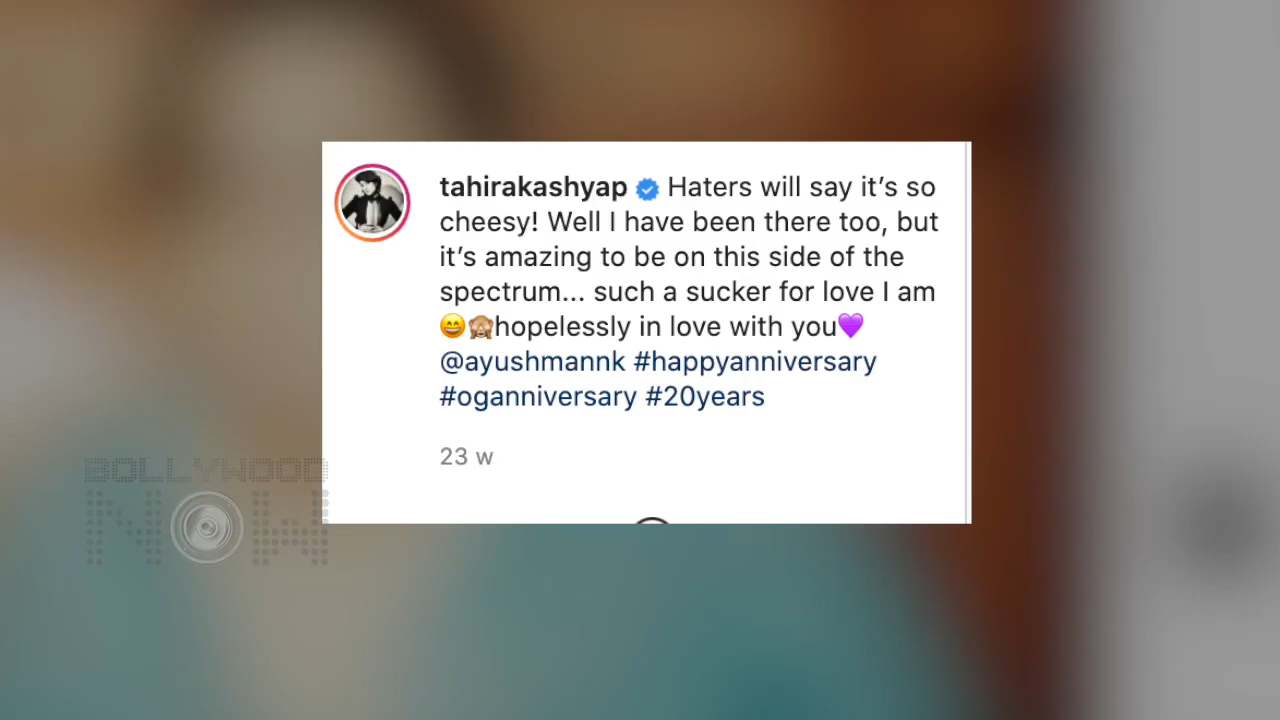 tahirakashyap Haters will say it's so
cheesy! Well I have been there too, but
it's amazing to be on this side of the
spectrum... such a sucker for love I am
😄🙈hopelessly in love with you💜
@ayushmannk #happyanniversary
#oganniversary #20years
23 w
BOLLYWOOD
NOW